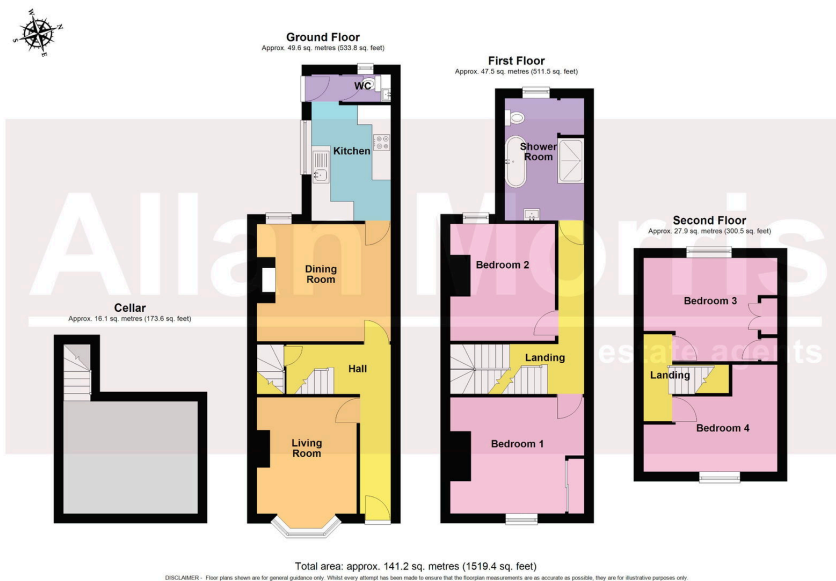 W
N
S
E
Ground Floor
Approx. 49.6 sq. metres (533.8 sq. feet)
WC
Kitchen
Dining
Room
Hall
Living
Room
First Floor
Approx. 47.5 sq. metres (511.5 sq. feet)
Shower
Room
Bedroom 2
Landing
Bedroom 1
Second Floor
Approx. 27.9 sq. metres (300.5 sq. feet)
Bedroom 3
Landing
Bedroom 4
Cellar
Approx. 16.1 sq. metres (173.6 sq. feet)
Allan Morris
estate agents
Total area: approx. 141.2 sq. metres (1519.4 sq. feet)
DISCLAIMER - Floor plans shown are for general guidance only. Whilst every attempt has been made to ensure that the floorplan measurements are as accurate as possible, they are for illustrative purposes only.